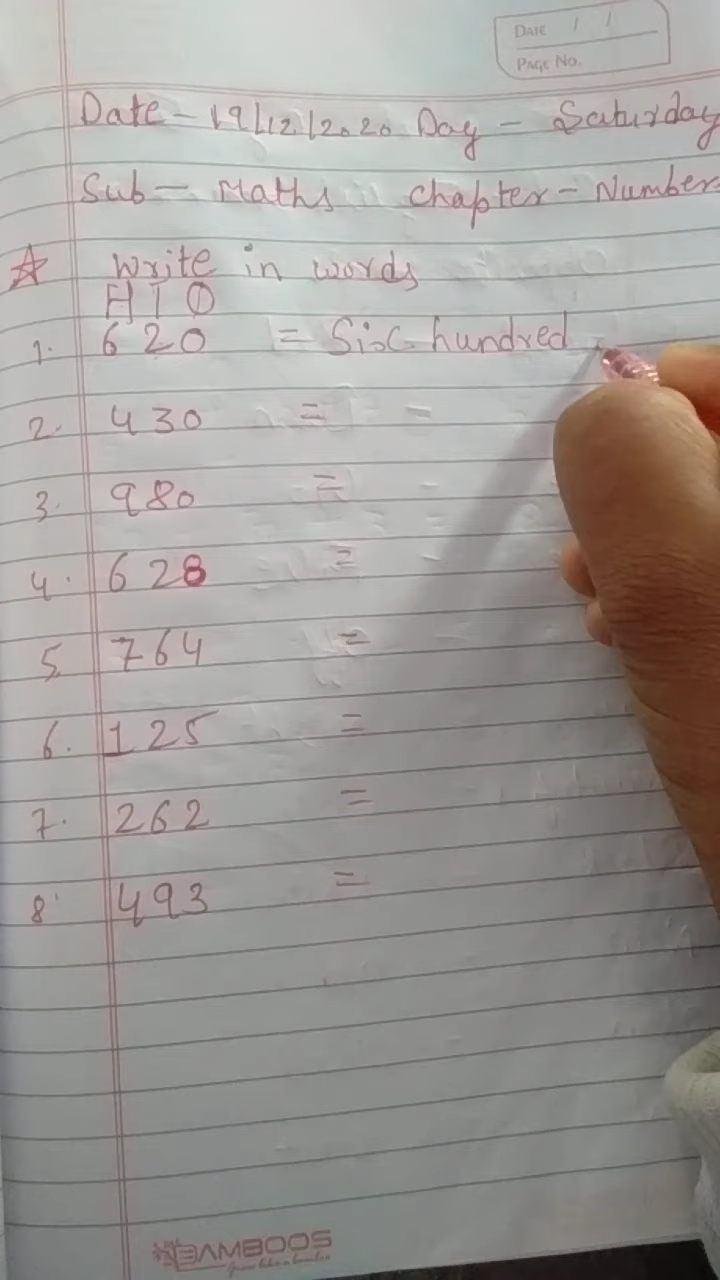 DATE / /
PAGE NO.
Date - 19/12/2020 Day - Saturday
Sub - Maths chapter - Numbers
Write in words
H T O
1. 620 = Six hundred
2. 430 = -
3. 980 = -
4. 628 = -
5. 764 =
6. 125 =
7. 262 =
8 493 =
BAMBOOS